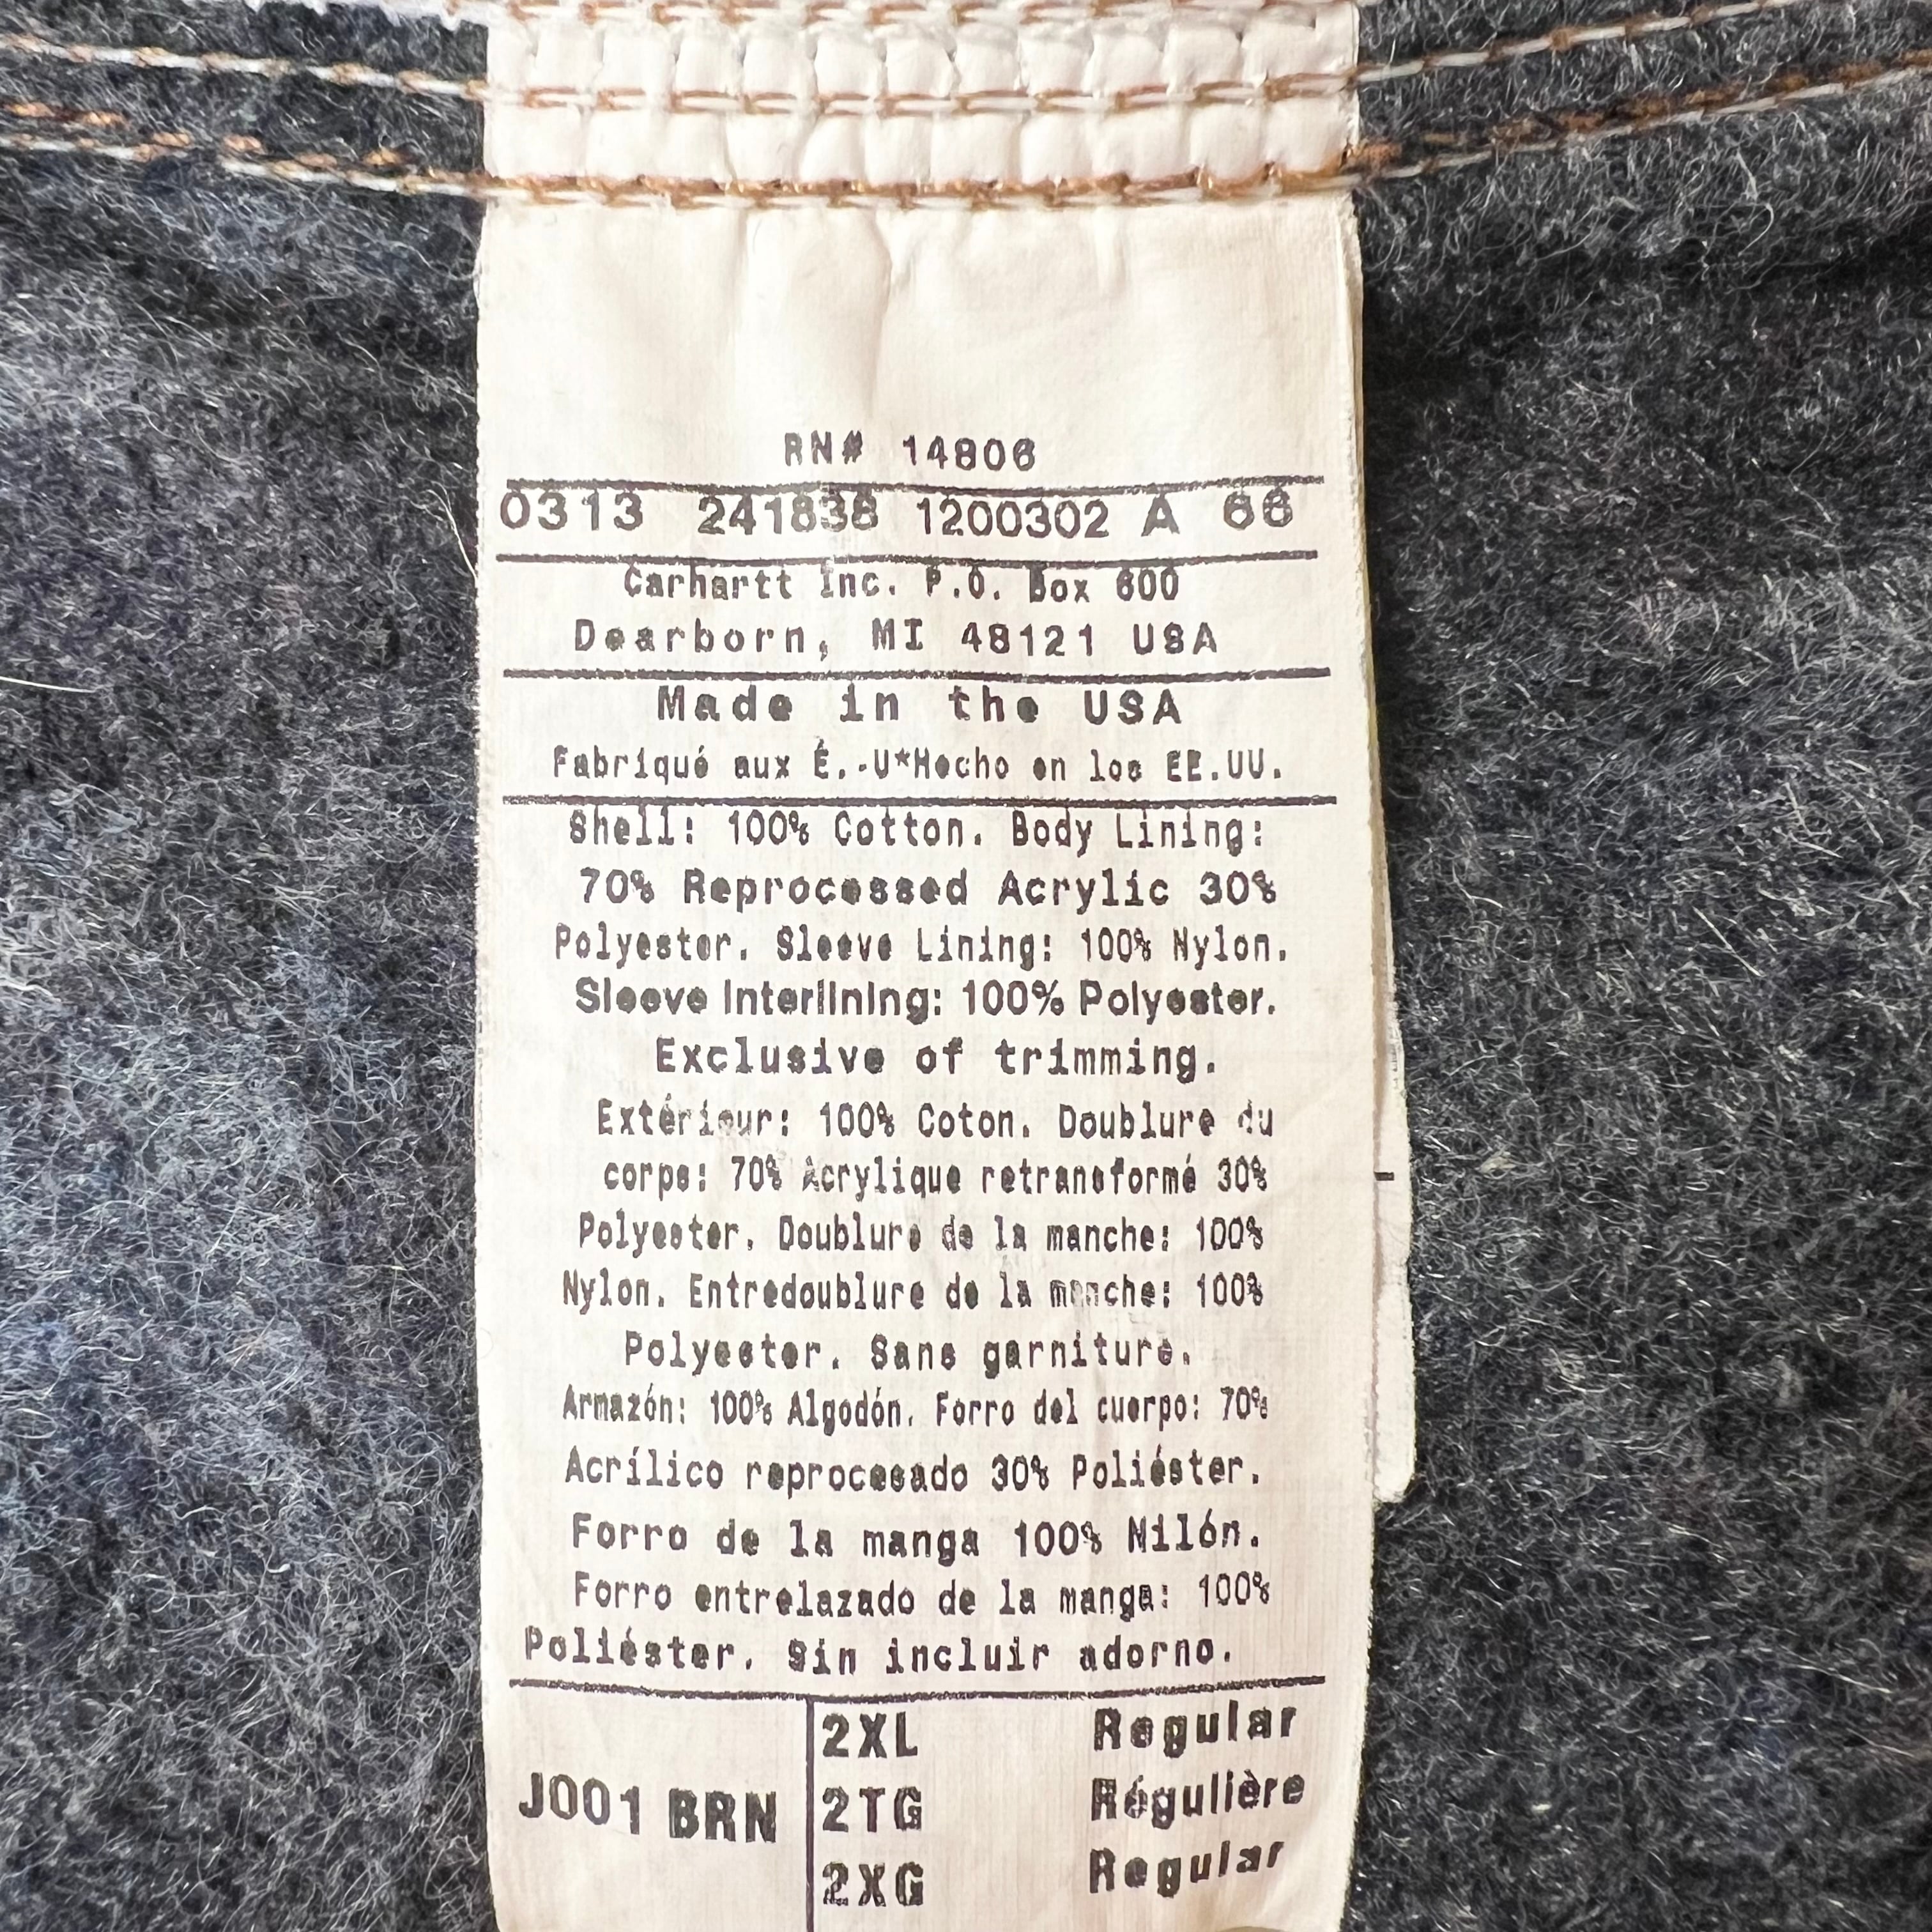 RN# 14806
0313 241838 1200302 A 66
Carhartt Inc. P.O. Box 600
Dearborn, MI 48121 USA
Made in the USA
Fabriqué aux É.-U*Hecho en los EE.UU.
Shell: 100% Cotton. Body Lining:
70% Reprocessed Acrylic 30%
Polyester. Sleeve Lining: 100% Nylon.
Sleeve Interlining: 100% Polyester.
Exclusive of trimming.
Extérieur: 100% Coton. Doublure du
corps: 70% Acrylique retransformé 30%
Polyester. Doublure de la manche: 100%
Nylon. Entredoublure de la manche: 100%
Polyester. Sans garniture.
Armazón: 100% Algodón. Forro del cuerpo: 70%
Acrílico reprocesado 30% Poliéster.
Forro de la manga 100% Nilón.
Forro entrelazado de la manga: 100%
Poliéster. Sin incluir adorno.
J001 BRN
2XL Regular
2TG Régulière
2XG Regular